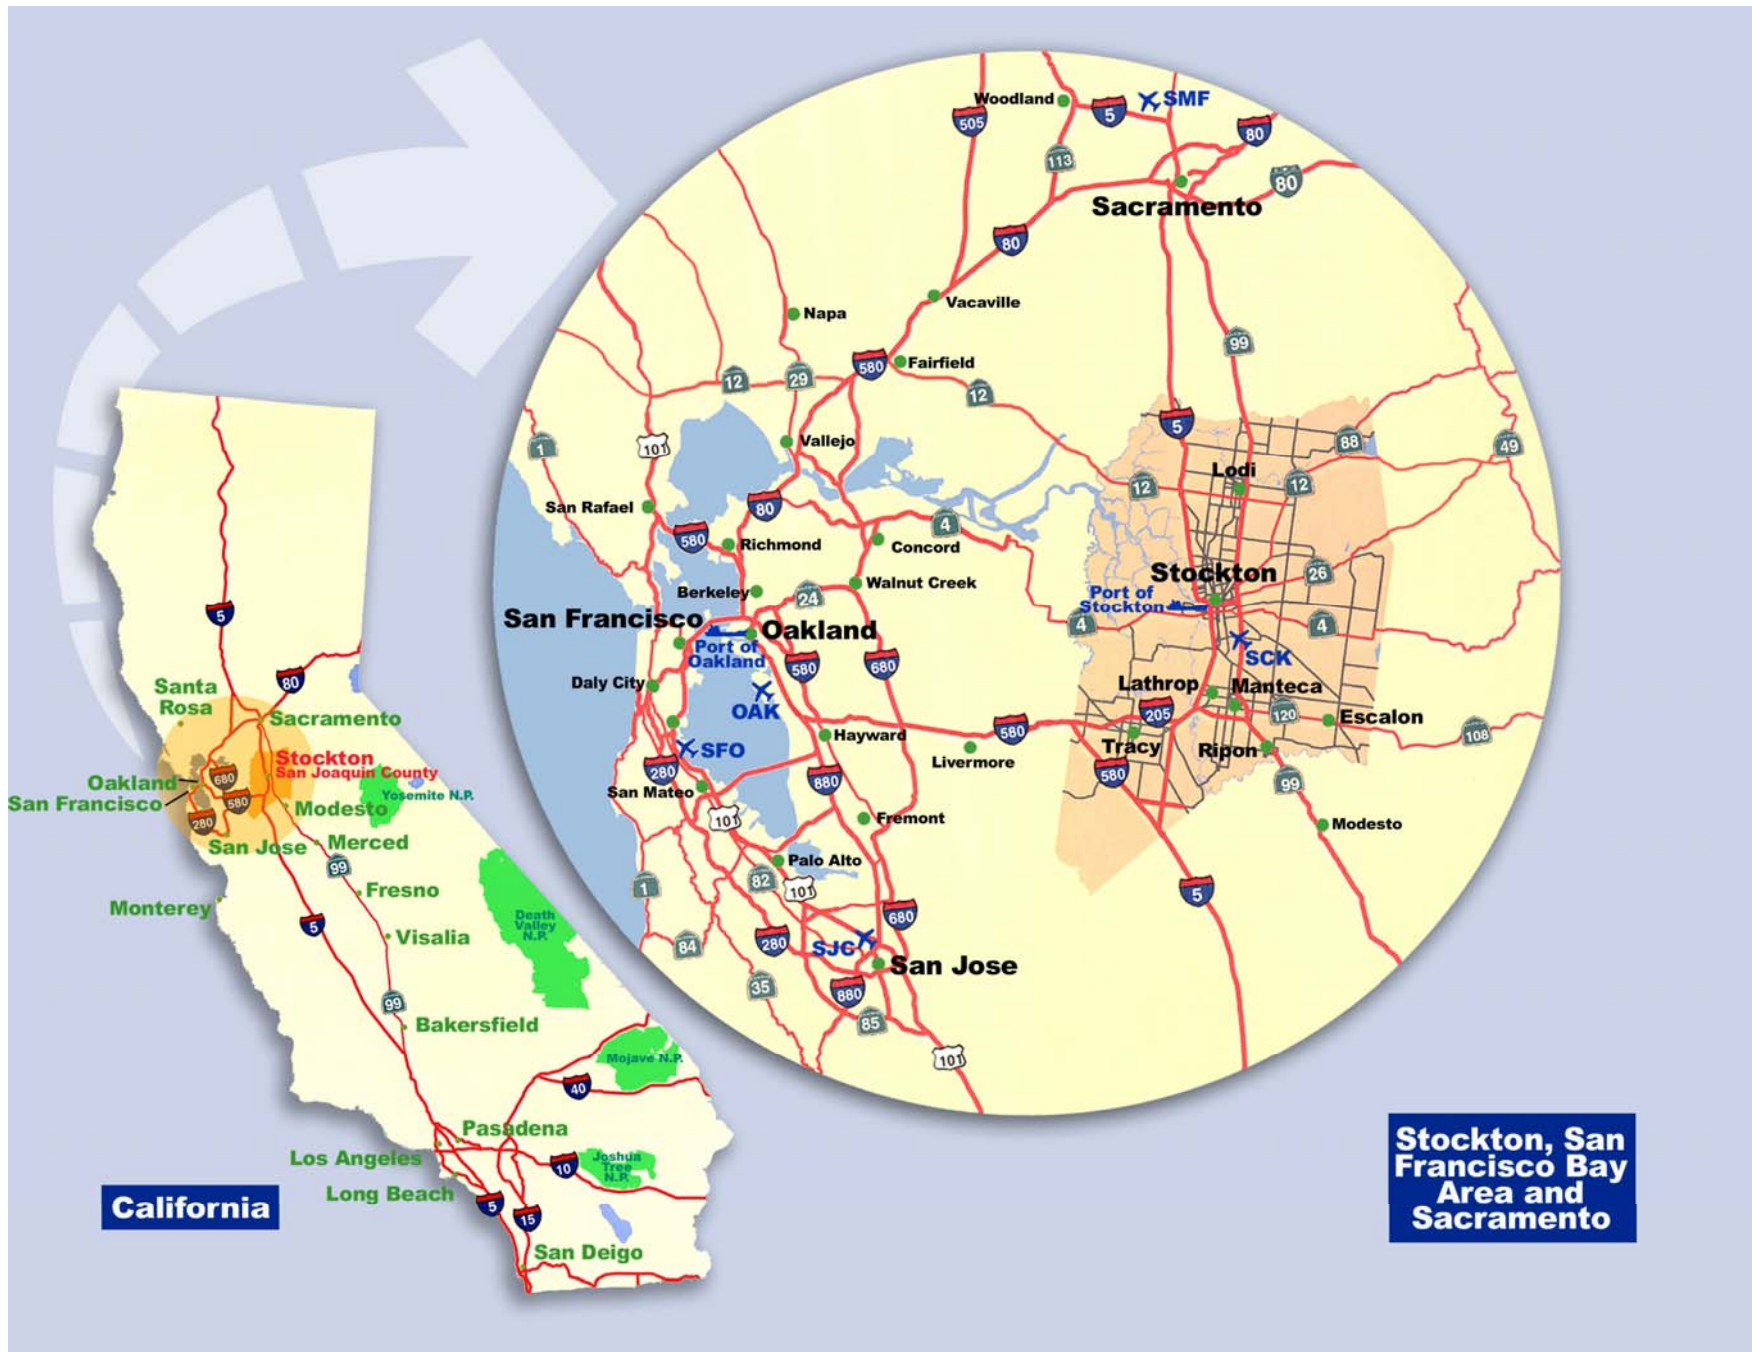 Woodland
5
SMF
505
80
113
80
Sacramento
80
Vacaville
Napa
99
580
Fairfield
12
29
12
5
88
49
1
101
Vallejo
Lodi
12
12
San Rafael
80
4
580
Richmond
Concord
Stockton
26
Berkeley
24
Walnut Creek
Port of
Stockton
San Francisco
Oakland
4
4
Port of
Oakland
580
680
SCK
Daly City
Lathrop
Manteca
OAK
205
120
Escalon
Hayward
580
108
SFO
Livermore
Tracy
Ripon
280
880
580
99
San Mateo
101
Fremont
Modesto
Palo Alto
82
101
1
5
680
84
280
SJC
San Jose
35
880
85
101
5
80
Santa
Rosa
Sacramento
Stockton
San Joaquin County
Oakland
680
San Francisco
580
Yosemite N.P.
Modesto
280
San Jose
Merced
99
Fresno
Monterey
5
Death
Valley
N.P.
Visalia
99
Bakersfield
Mojave N.P.
40
Pasadena
Los Angeles
10
Joshua
Tree
N.P.
Long Beach
5
15
San Deigo
California
Stockton, San
Francisco Bay
Area and
Sacramento